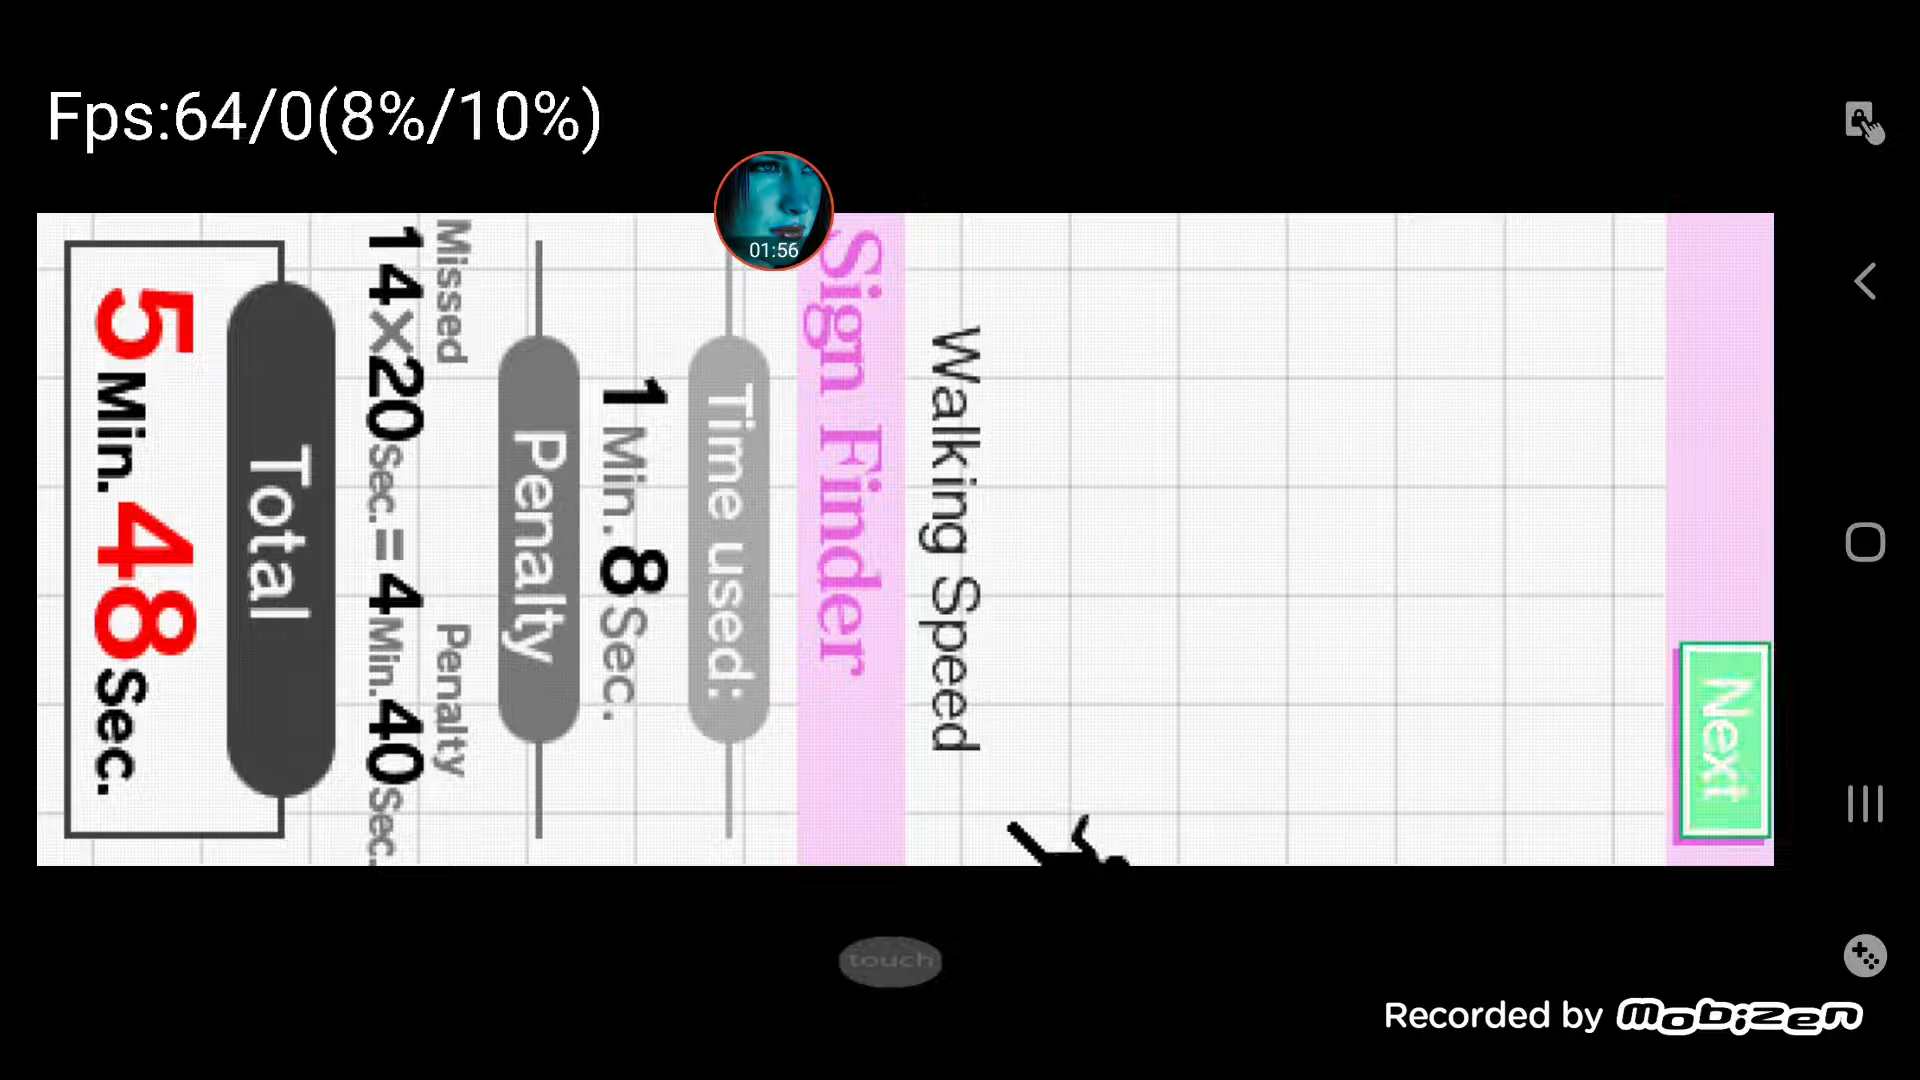 Fps:64/0(8%/10%)
01:56
Sign Finder
Time used:
1 Min. 8 Sec.
Penalty
Missed Penalty
14×20Sec.=4Min.40Sec.
Total
5 Min. 48 Sec.
Walking Speed
Next
touch
Recorded by mobizen